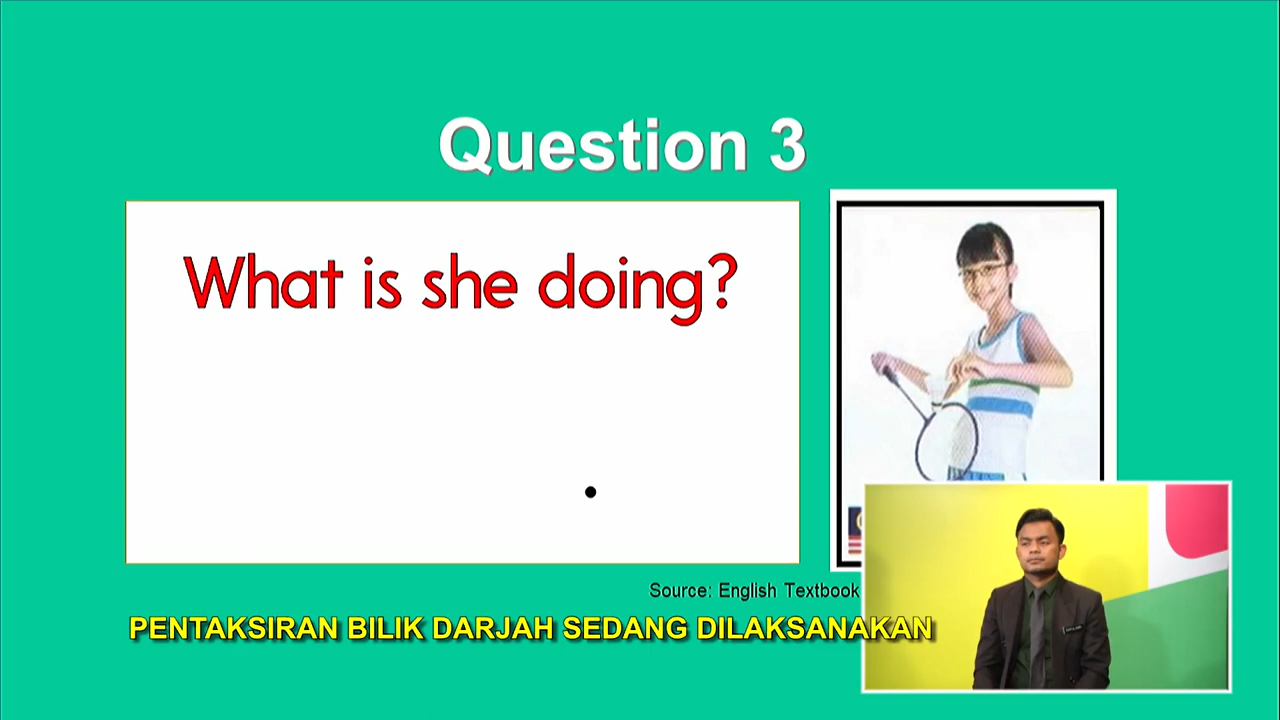 Question 3
What is she doing?
.
Source: English Textbook
PENTAKSIRAN BILIK DARJAH SEDANG DILAKSANAKAN